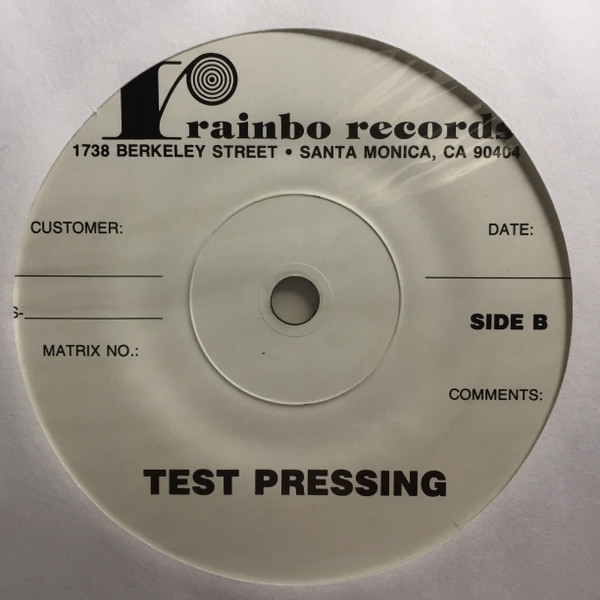 r rainbo records
1738 BERKELEY STREET • SANTA MONICA, CA 90404
CUSTOMER:
DATE:
S-
SIDE B
MATRIX NO.:
COMMENTS:
TEST PRESSING